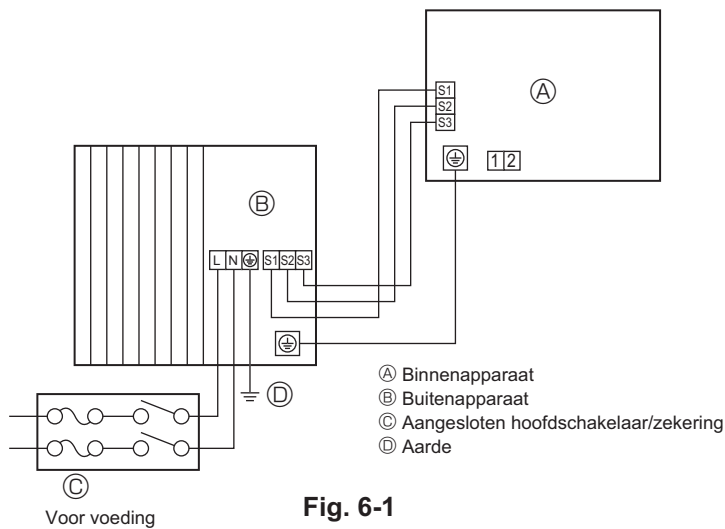 S1
S2
S3
Ⓐ
1 2
Ⓑ
L N S1 S2 S3
Ⓓ
Ⓐ Binnenapparaat
Ⓑ Buitenapparaat
Ⓒ Aangesloten hoofdschakelaar/zekering
Ⓓ Aarde
Ⓒ
Voor voeding
Fig. 6-1